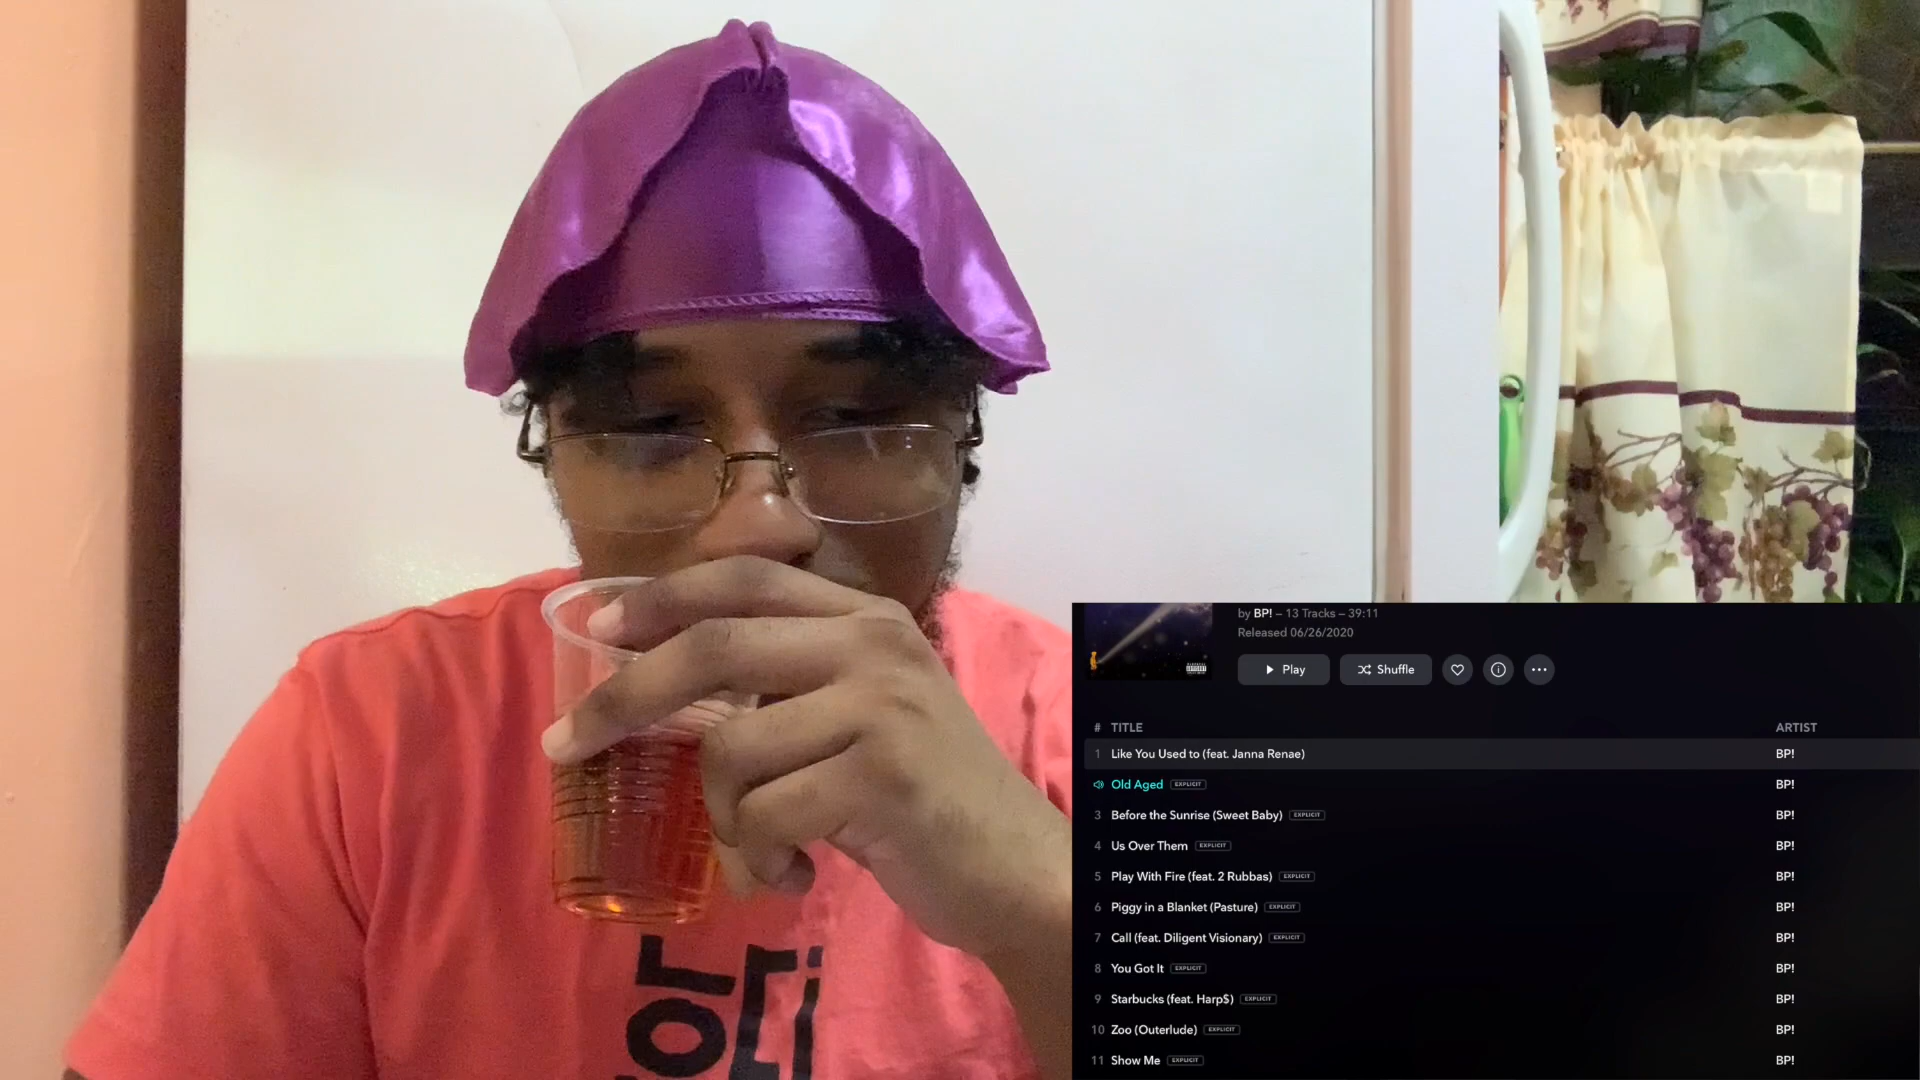 by BP! – 13 Tracks – 39:11
Released 06/26/2020
Play Shuffle
# TITLE ARTIST
1 Like You Used to (feat. Janna Renae) BP!
Old Aged EXPLICIT BP!
3 Before the Sunrise (Sweet Baby) EXPLICIT BP!
4 Us Over Them EXPLICIT BP!
5 Play With Fire (feat. 2 Rubbas) EXPLICIT BP!
6 Piggy in a Blanket (Pasture) EXPLICIT BP!
7 Call (feat. Diligent Visionary) EXPLICIT BP!
8 You Got It EXPLICIT BP!
9 Starbucks (feat. Harp$) EXPLICIT BP!
10 Zoo (Outerlude) EXPLICIT BP!
11 Show Me EXPLICIT BP!